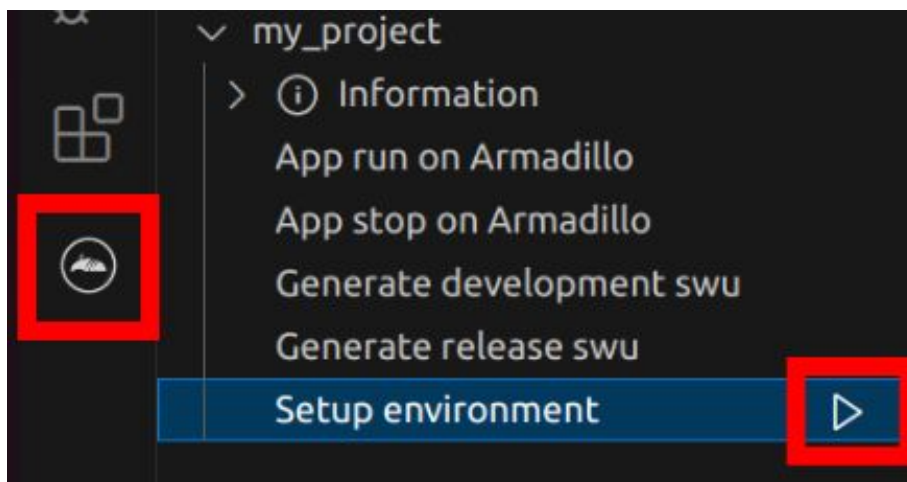 my_project
Information
App run on Armadillo
App stop on Armadillo
Generate development swu
Generate release swu
Setup environment